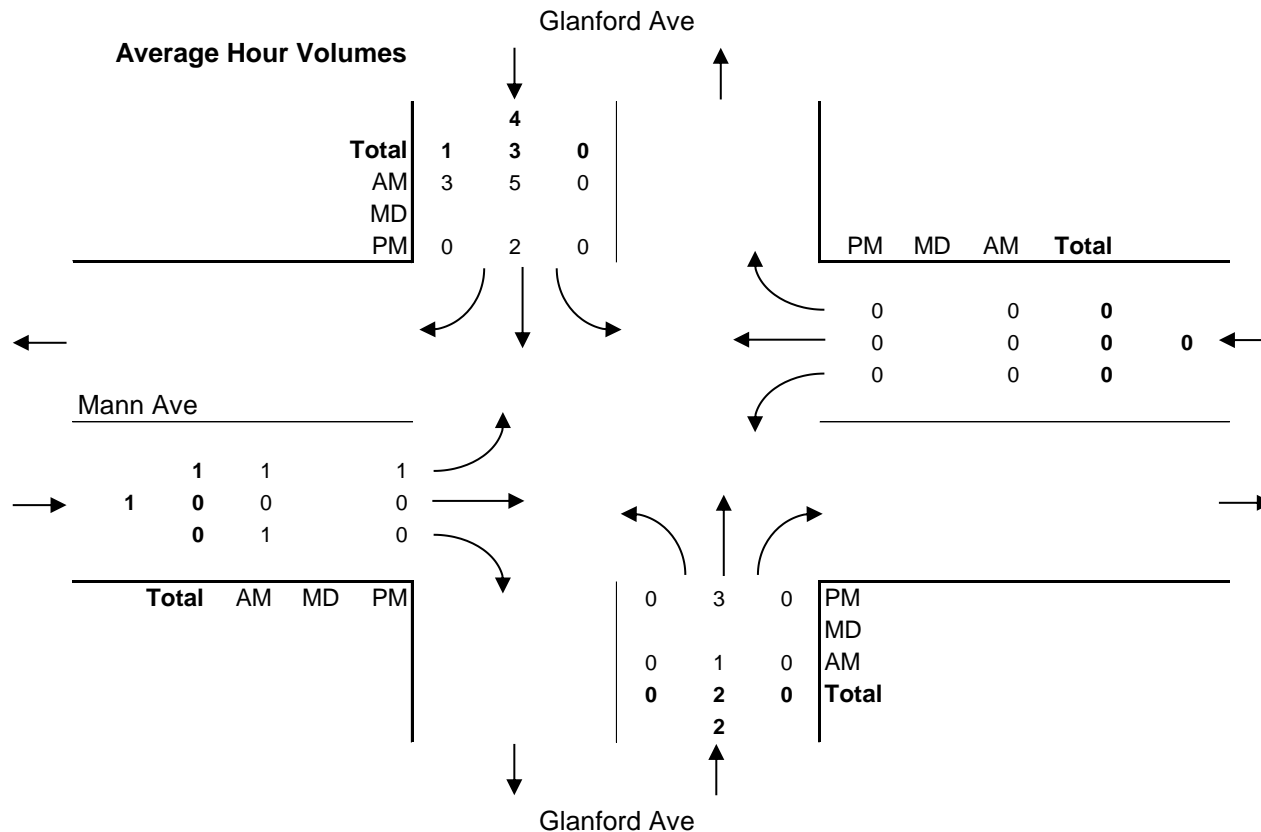 Glanford Ave
Average Hour Volumes
4
Total 1 3 0
AM 3 5 0
MD
PM 0 2 0
PM MD AM Total
0 0 0
0 0 0 0
0 0 0
Mann Ave
1 1 1
1 0 0 0
0 1 0
Total AM MD PM
0 3 0 PM
MD
0 1 0 AM
0 2 0 Total
2
Glanford Ave